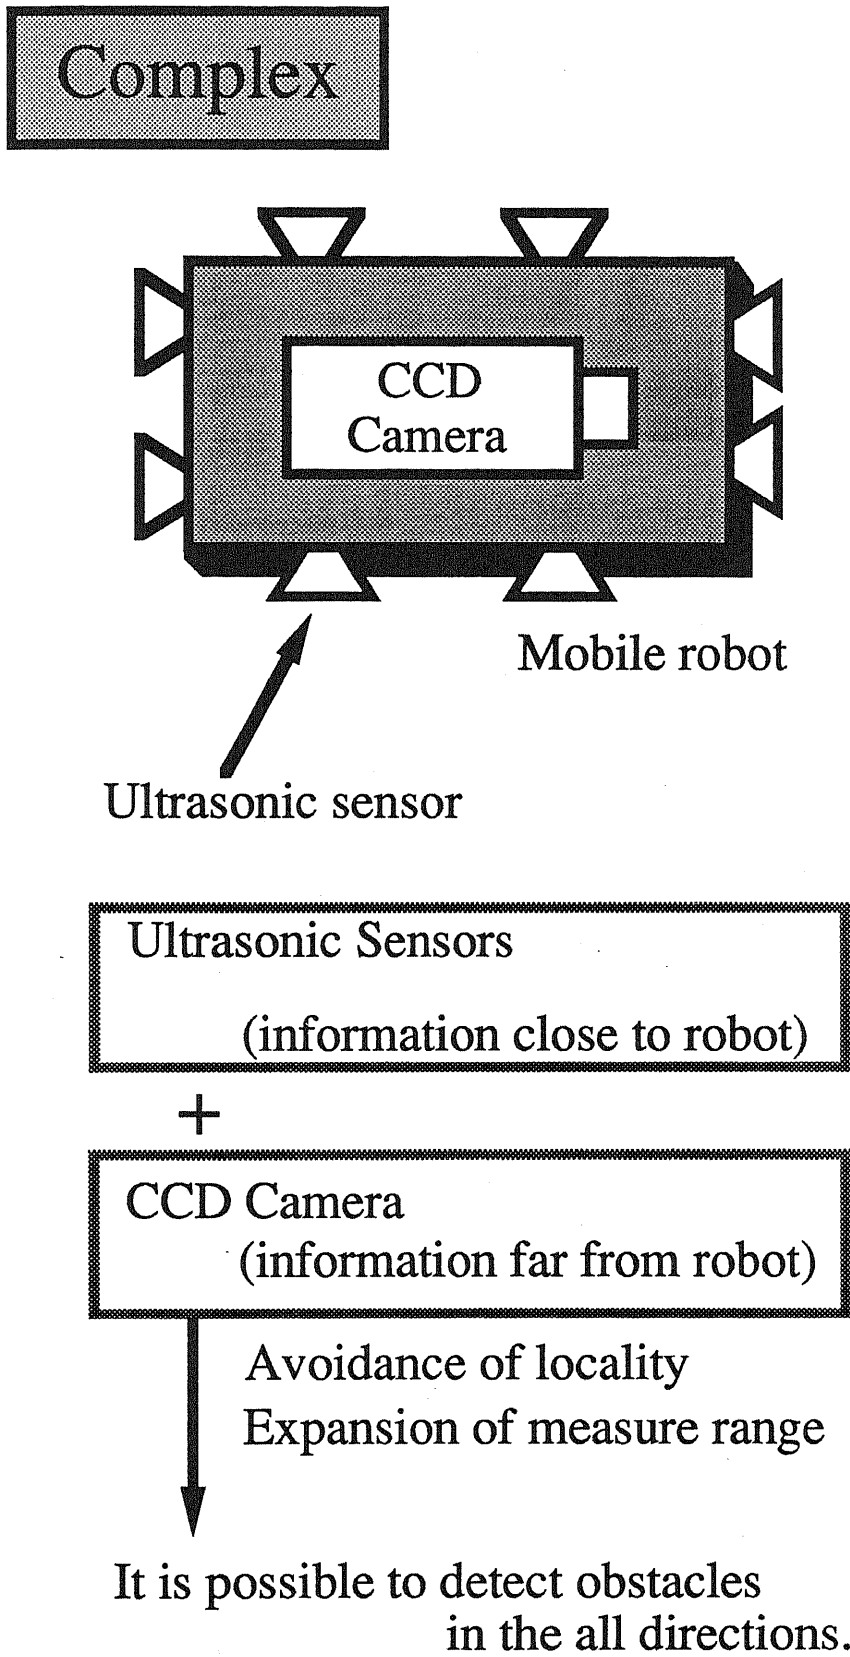 Complex
CCD
Camera
Mobile robot
Ultrasonic sensor
Ultrasonic Sensors
(information close to robot)
+
CCD Camera
(information far from robot)
Avoidance of locality
Expansion of measure range
It is possible to detect obstacles
in the all directions.